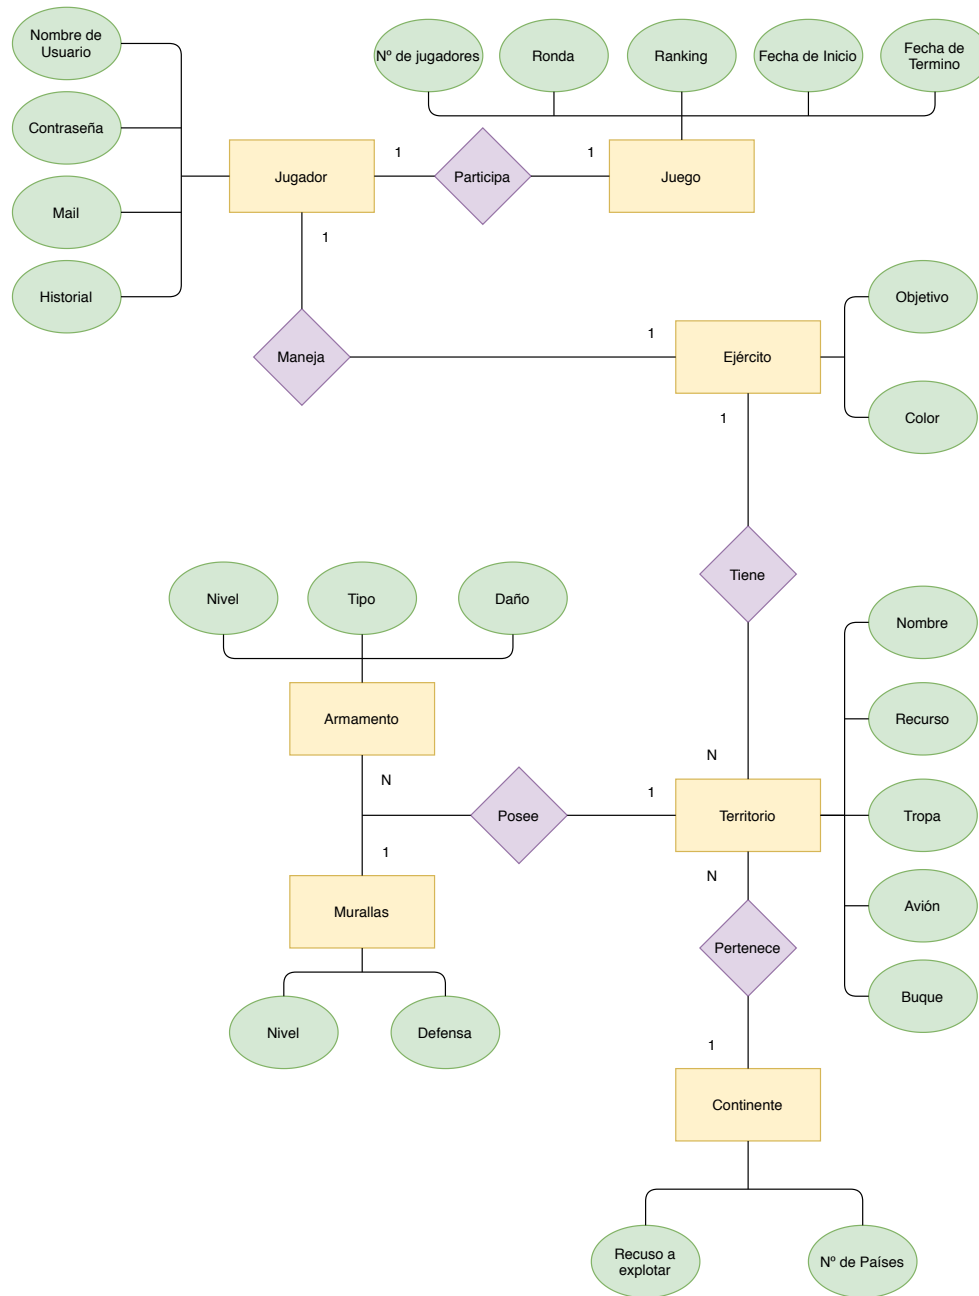 Nombre de
Usuario
Nº de jugadores
Ronda
Ranking
Fecha de Inicio
Fecha de
Termino
Contraseña
Jugador
1
Participa
1
Juego
Mail
1
Historial
Objetivo
Maneja
1
Ejército
1
Color
Tiene
Nivel
Tipo
Daño
Nombre
Armamento
Recurso
N
N
Posee
1
Territorio
Tropa
1
N
Murallas
Avión
Pertenece
Buque
Nivel
Defensa
1
Continente
Recuso a
explotar
Nº de Países